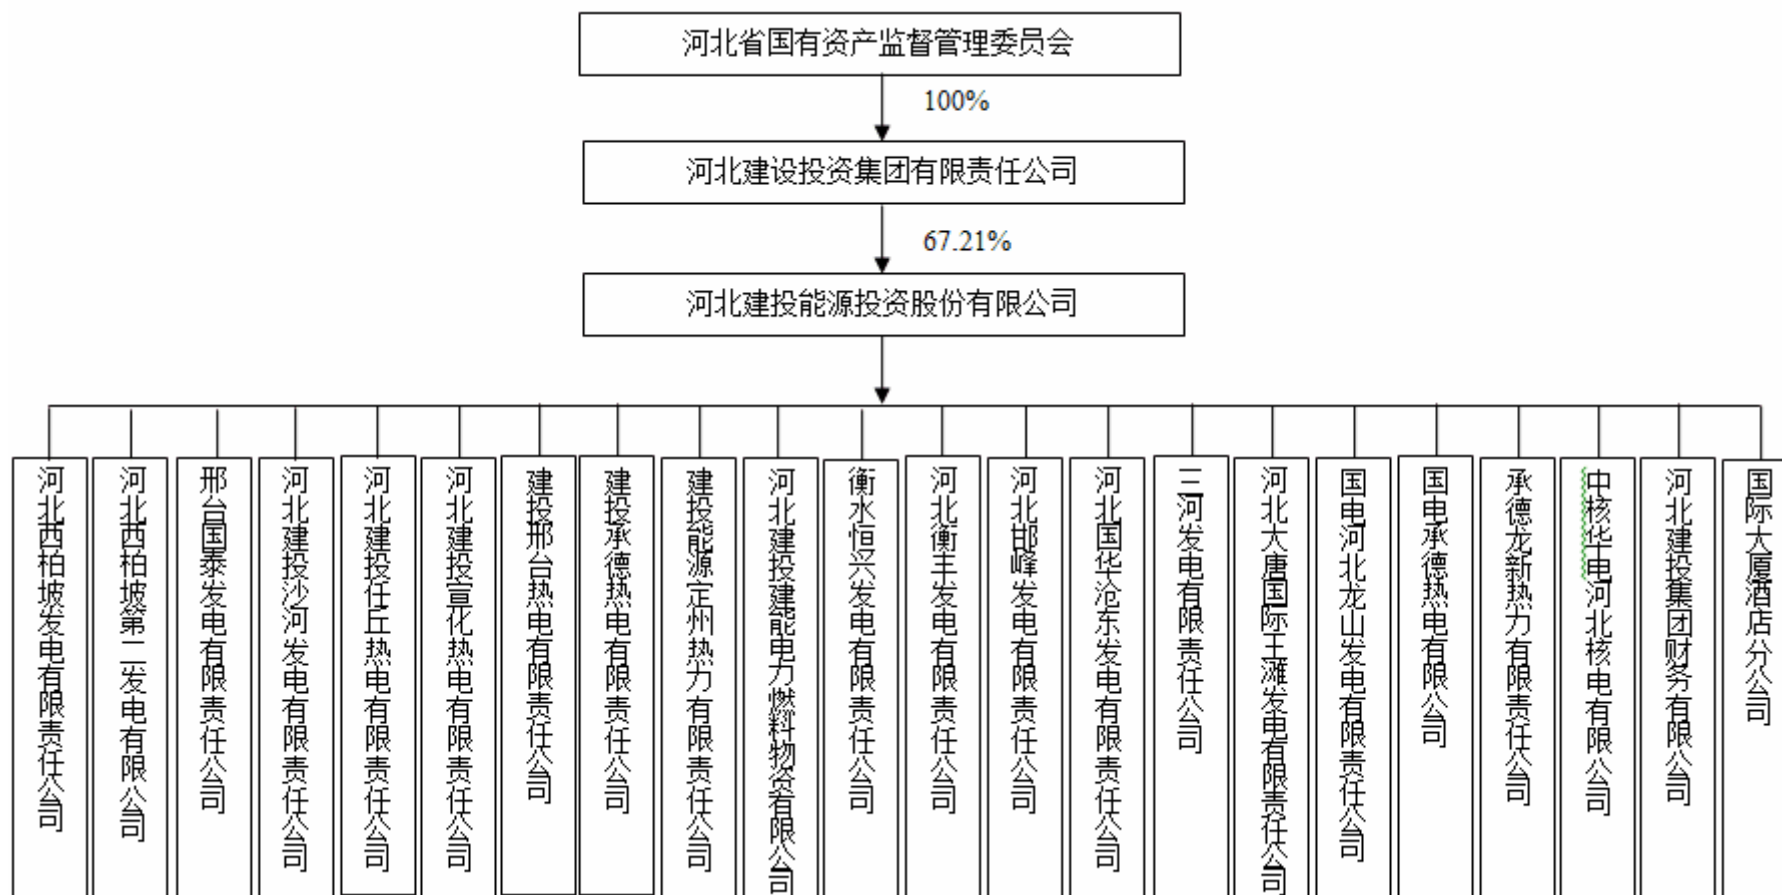 河北省国有资产监督管理委员会
100%
河北建设投资集团有限责任公司
67.21%
河北建投能源投资股份有限公司
河北西柏坡发电有限责任公司
河北西柏坡第二发电有限公司
邢台国泰发电有限责任公司
河北建投沙河发电有限责任公司
河北建投任丘热电有限责任公司
河北建投宣化热电有限责任公司
建投邢台热电有限责任公司
建投承德热电有限责任公司
建投能源定州热力有限责任公司
河北建投建能电力燃料物资有限公司
衡水恒兴发电有限责任公司
河北衡丰发电有限责任公司
河北邯峰发电有限责任公司
河北国华沧东发电有限责任公司
三河发电有限责任公司
河北大唐国际王滩发电有限责任公司
国电河北龙山发电有限责任公司
国电承德热电有限公司
承德龙新热力有限责任公司
中核华电河北核电有限公司
河北建投集团财务有限公司
国际大厦酒店分公司